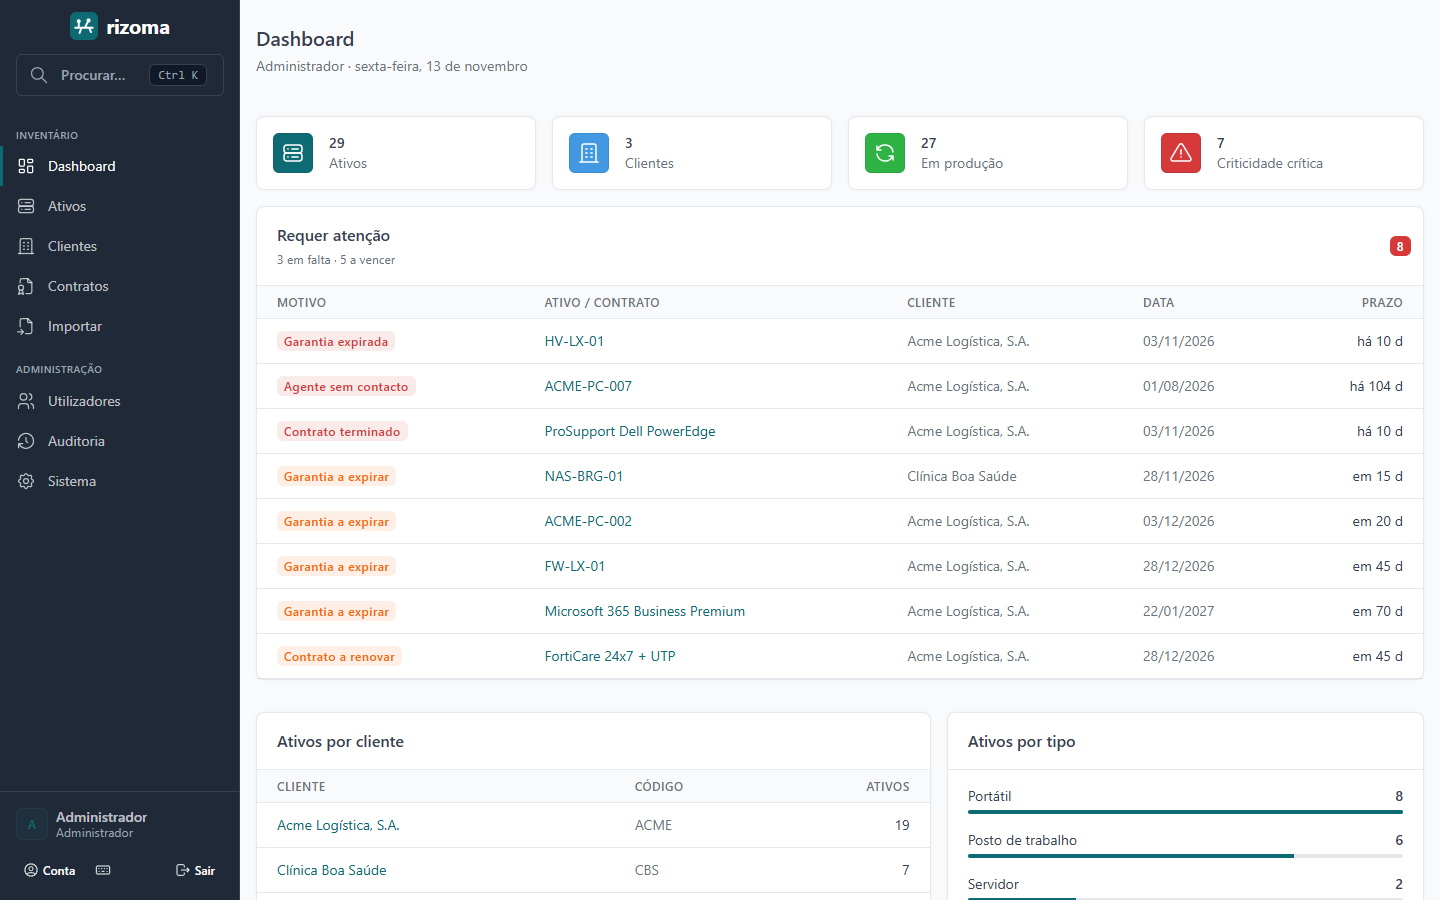 rizoma
Procurar... Ctrl K
INVENTÁRIO
Dashboard
Ativos
Clientes
Contratos
Importar
ADMINISTRAÇÃO
Utilizadores
Auditoria
Sistema
A
Administrador
Administrador
Conta
Sair
Dashboard
Administrador · sexta-feira, 13 de novembro
29
Ativos
3
Clientes
27
Em produção
7
Criticidade crítica
Requer atenção
3 em falta · 5 a vencer
8
MOTIVO ATIVO / CONTRATO CLIENTE DATA PRAZO
Garantia expirada HV-LX-01 Acme Logística, S.A. 03/11/2026 há 10 d
Agente sem contacto ACME-PC-007 Acme Logística, S.A. 01/08/2026 há 104 d
Contrato terminado ProSupport Dell PowerEdge Acme Logística, S.A. 03/11/2026 há 10 d
Garantia a expirar NAS-BRG-01 Clínica Boa Saúde 28/11/2026 em 15 d
Garantia a expirar ACME-PC-002 Acme Logística, S.A. 03/12/2026 em 20 d
Garantia a expirar FW-LX-01 Acme Logística, S.A. 28/12/2026 em 45 d
Garantia a expirar Microsoft 365 Business Premium Acme Logística, S.A. 22/01/2027 em 70 d
Contrato a renovar FortiCare 24x7 + UTP Acme Logística, S.A. 28/12/2026 em 45 d
Ativos por cliente
CLIENTE CÓDIGO ATIVOS
Acme Logística, S.A. ACME 19
Clínica Boa Saúde CBS 7
Ativos por tipo
Portátil 8
Posto de trabalho 6
Servidor 2